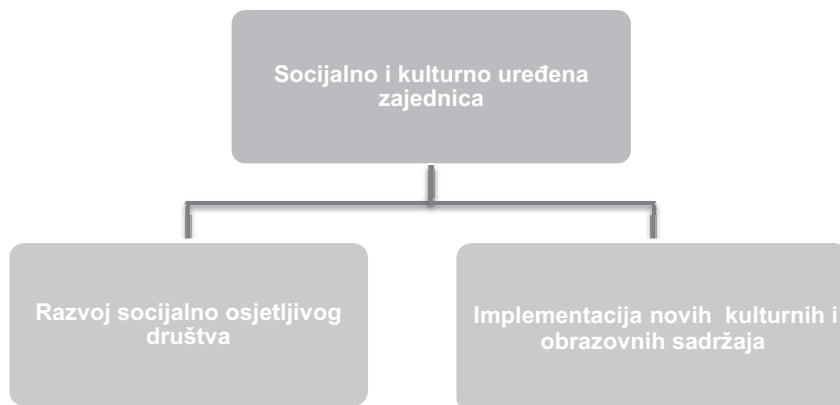 Socijalno i kulturno uređena
zajednica
Razvoj socijalno osjetljivog
društva
Implementacija novih  kulturnih i
obrazovnih sadržaja